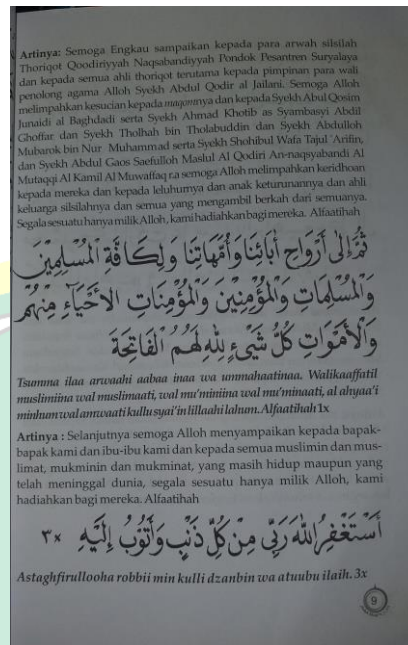 Artinya: Semoga Engkau sampaikan kepada para arwah silsilah
Thoriqot Qoodiriyyah Naqsabandiyyah Pondok Pesantren Suryalaya
dan kepada semua ahli thoriqot terutama kepada pimpinan para wali
penolong agama Alloh Syekh Abdul Qodir al Jailani. Semoga Alloh
melimpahkan kesucian kepada maqomnya dan kepada Syekh Abul Qosim
Junaidi al Baghdadi serta Syekh Ahmad Khotib as Syambasyi Abdil
Ghoffar dan Syekh Tholhah bin Tholabuddin dan Syekh Abdulloh
Mubarok bin Nur Muhammad serta Syekh Shohibul Wafa Tajul 'Arifin,
dan Syekh Abdul Gaos Saefulloh Maslul Al Qodiri An-naqsyabandi Al
Mutaqqi Al Kamil Al Muwaffaq r.a semoga Alloh melimpahkan keridhoan
kepada mereka dan kepada leluhurnya dan anak keturunannya dan ahli
keluarga silsilahnya dan semua yang mengambil berkah dari semuanya.
Segala sesuatu hanya milik Alloh, kami hadiahkan bagi mereka. Alfaatihah
ثُمَّ إِلَى أَرْوَاحِ أَبَائِنَا وَأُمَّهَاتِنَا وَلِكَافَّةِ الْمُسْلِمِيْنَ
وَالْمُسْلِمَاتِ وَالْمُؤْمِنِيْنَ وَالْمُؤْمِنَاتِ الْأَحْيَاءِ مِنْهُمْ
وَالْأَمْوَاتِ كُلُّ شَيْءٍ لِلّٰهِ لَهُمُ الْفَاتِحَةَ
Tsumma ilaa arwaahi aabaa inaa wa ummahaatinaa. Walikaaffatil
muslimiina wal muslimaati, wal mu'miniina wal mu'minaati, al ahyaa'i
minhum wal amwaati kullu syai'in lillaahi lahum. Alfaatihah 1x
Artinya : Selanjutnya semoga Alloh menyampaikan kepada bapak-
bapak kami dan ibu-ibu kami dan kepada semua muslimin dan mus-
limat, mukminin dan mukminat, yang masih hidup maupun yang
telah meninggal dunia, segala sesuatu hanya milik Alloh, kami
hadiahkan bagi mereka. Alfaatihah
أَسْتَغْفِرُ اللهَ رَبِّى مِنْ كُلِّ ذَنْبٍ وَأَتُوْبُ إِلَيْهِ ٣×
Astaghfirullooha robbii min kulli dzanbin wa atuubu ilaih. 3x
9